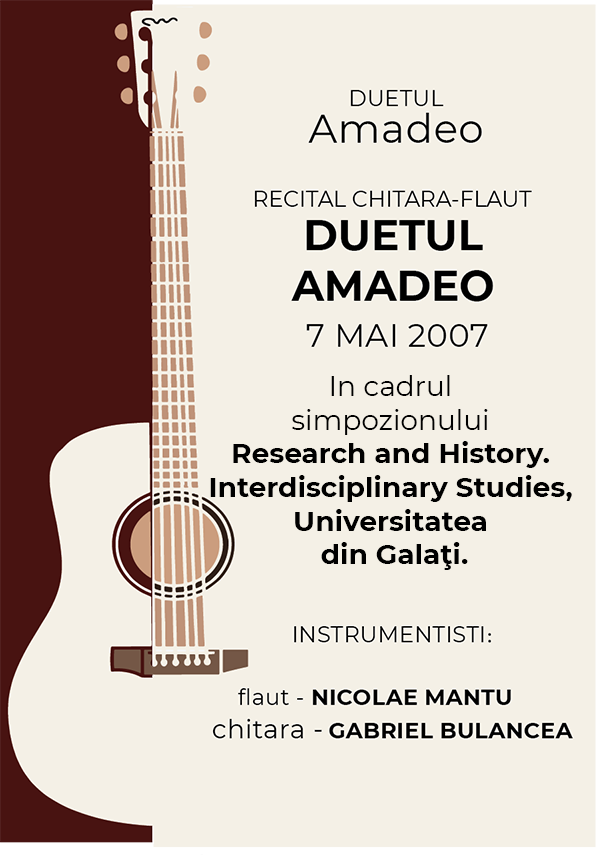 DUETUL
Amadeo
RECITAL CHITARA-FLAUT
DUETUL
AMADEO
7 MAI 2007
In cadrul
simpozionului
Research and History.
Interdisciplinary Studies,
Universitatea
din Galaţi.
INSTRUMENTISTI:
flaut - NICOLAE MANTU
chitara - GABRIEL BULANCEA